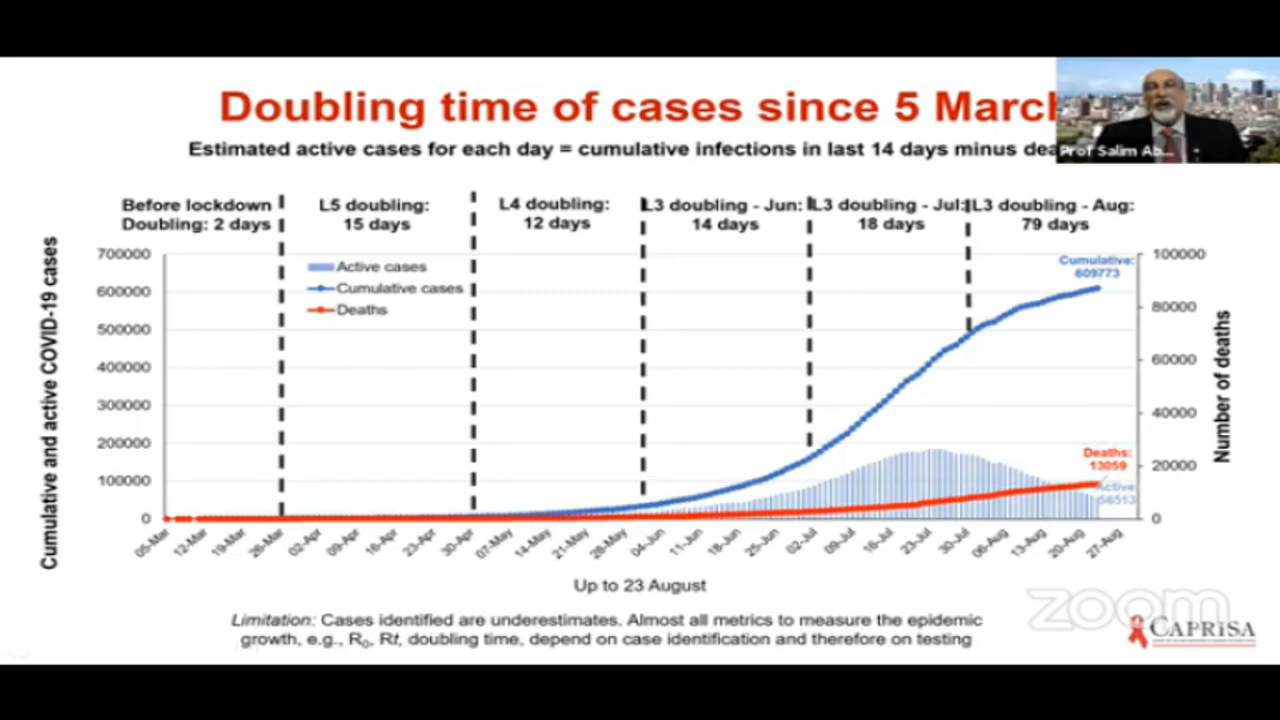 Doubling time of cases since 5 March
Estimated active cases for each day = cumulative infections in last 14 days minus dea
Prof Salim Ab...
Before lockdown
Doubling: 2 days
L5 doubling:
15 days
L4 doubling:
12 days
L3 doubling - Jun:
14 days
L3 doubling - Jul:
18 days
L3 doubling - Aug:
79 days
Cumulative and active COVID-19 cases
700000
600000
500000
400000
300000
200000
100000
0
Active cases
Cumulative cases
Deaths
Cumulative:
609773
Deaths:
13059
Active
56513
100000
80000
60000
40000
20000
0
Number of deaths
05-Mar
12-Mar
19-Mar
26-Mar
02-Apr
09-Apr
16-Apr
23-Apr
30-Apr
07-May
14-May
21-May
28-May
04-Jun
11-Jun
18-Jun
25-Jun
02-Jul
09-Jul
16-Jul
23-Jul
30-Jul
06-Aug
13-Aug
20-Aug
27-Aug
Up to 23 August
Limitation: Cases identified are underestimates. Almost all metrics to measure the epidemic
growth, e.g., R₀, Rt, doubling time, depend on case identification and therefore on testing
zoom
CAPRISA